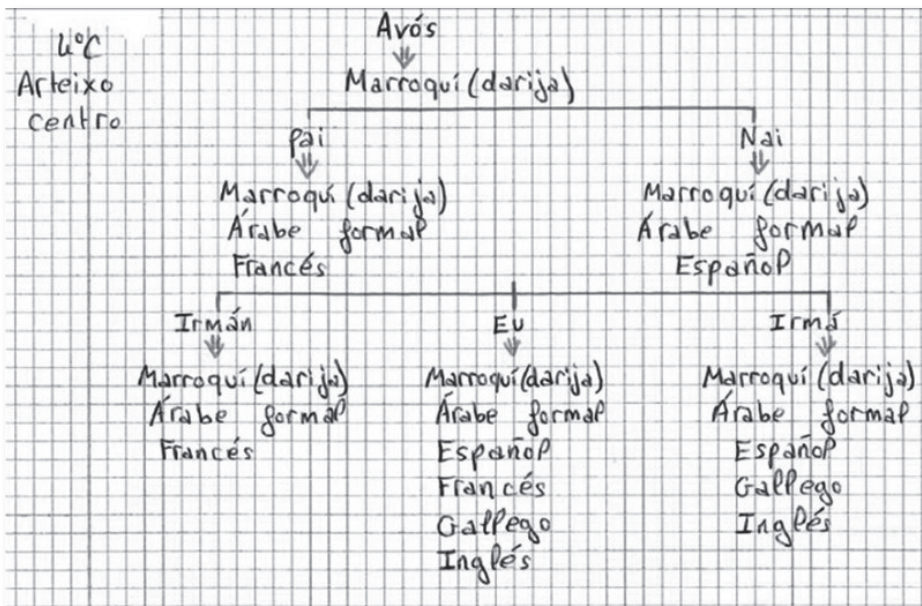 4ºC
Arteixo
centro
Avós
Marroquí (darija)
Pai
Marroquí (darija)
Árabe formal
Francés
Nai
Marroquí (darija)
Árabe formal
Español
Irmán
Marroquí (darija)
Árabe formal
Francés
Eu
Marroquí (darija)
Árabe formal
Español
Francés
Gallego
Inglés
Irmá
Marroquí (darija)
Árabe formal
Español
Gallego
Inglés